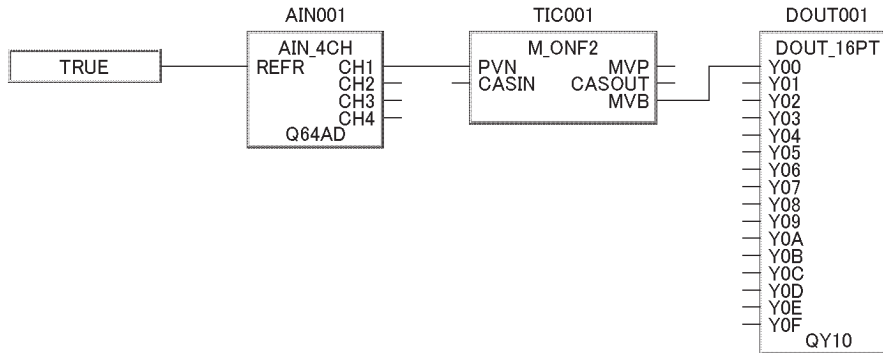 AIN001 TIC001 DOUT001
AIN_4CH M_ONF2 DOUT_16PT
TRUE REFR CH1 PVN MVP Y00
CH2 CASIN CASOUT Y01
CH3 MVB Y02
CH4 Y03
Q64AD Y04
Y05
Y06
Y07
Y08
Y09
Y0A
Y0B
Y0C
Y0D
Y0E
Y0F
QY10